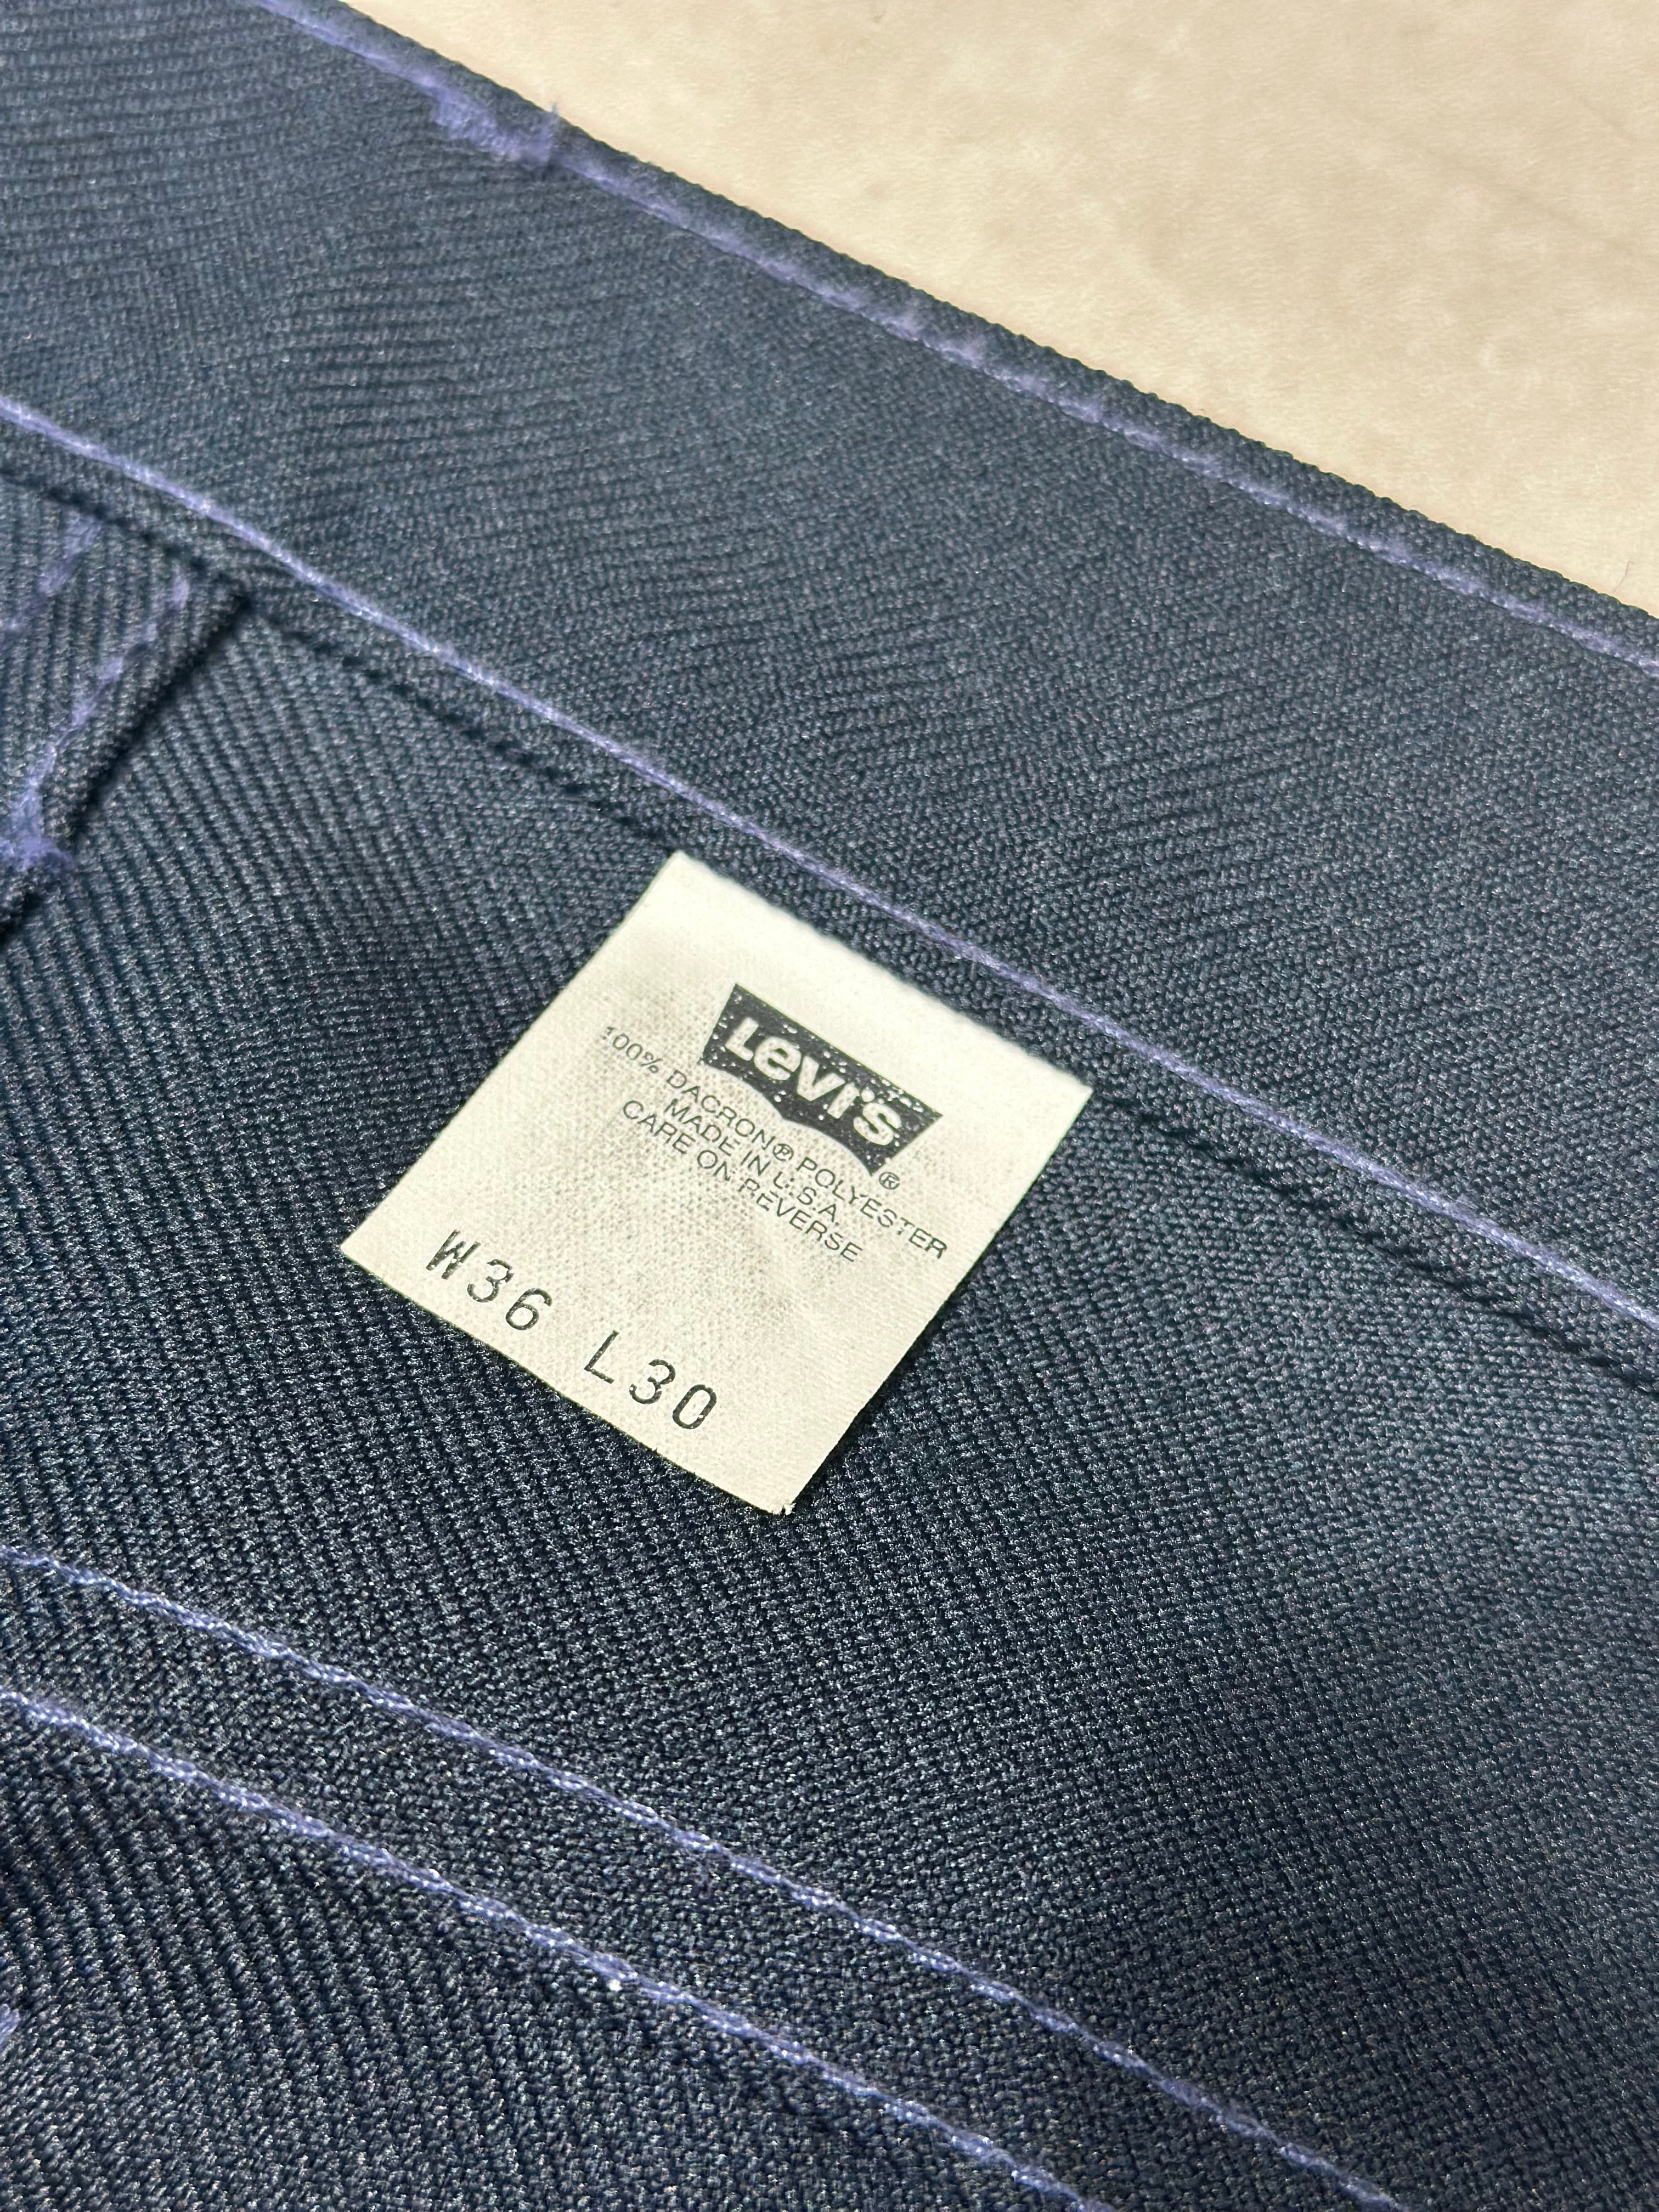 Levi's®
100% DACRON® POLYESTER
MADE IN U.S.A.
CARE ON REVERSE
W36 L30